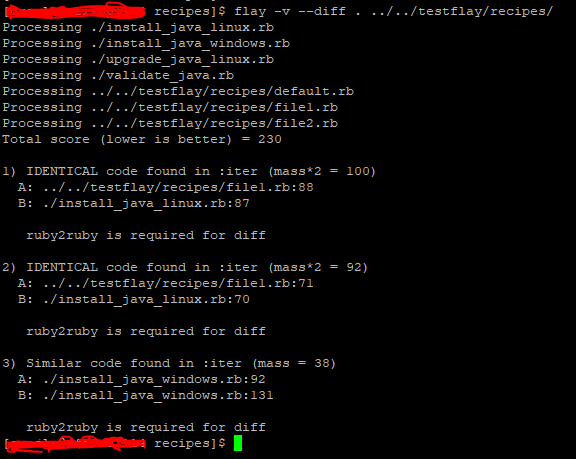 [ recipes]$ flay -v --diff . ../../testflay/recipes/
Processing ./install_java_linux.rb
Processing ./install_java_windows.rb
Processing ./upgrade_java_linux.rb
Processing ./validate_java.rb
Processing ../../testflay/recipes/default.rb
Processing ../../testflay/recipes/file1.rb
Processing ../../testflay/recipes/file2.rb
Total score (lower is better) = 230
1) IDENTICAL code found in :iter (mass*2 = 100)
A: ../../testflay/recipes/file1.rb:88
B: ./install_java_linux.rb:87
ruby2ruby is required for diff
2) IDENTICAL code found in :iter (mass*2 = 92)
A: ../../testflay/recipes/file1.rb:71
B: ./install_java_linux.rb:70
ruby2ruby is required for diff
3) Similar code found in :iter (mass = 38)
A: ./install_java_windows.rb:92
B: ./install_java_windows.rb:131
ruby2ruby is required for diff
[ recipes]$